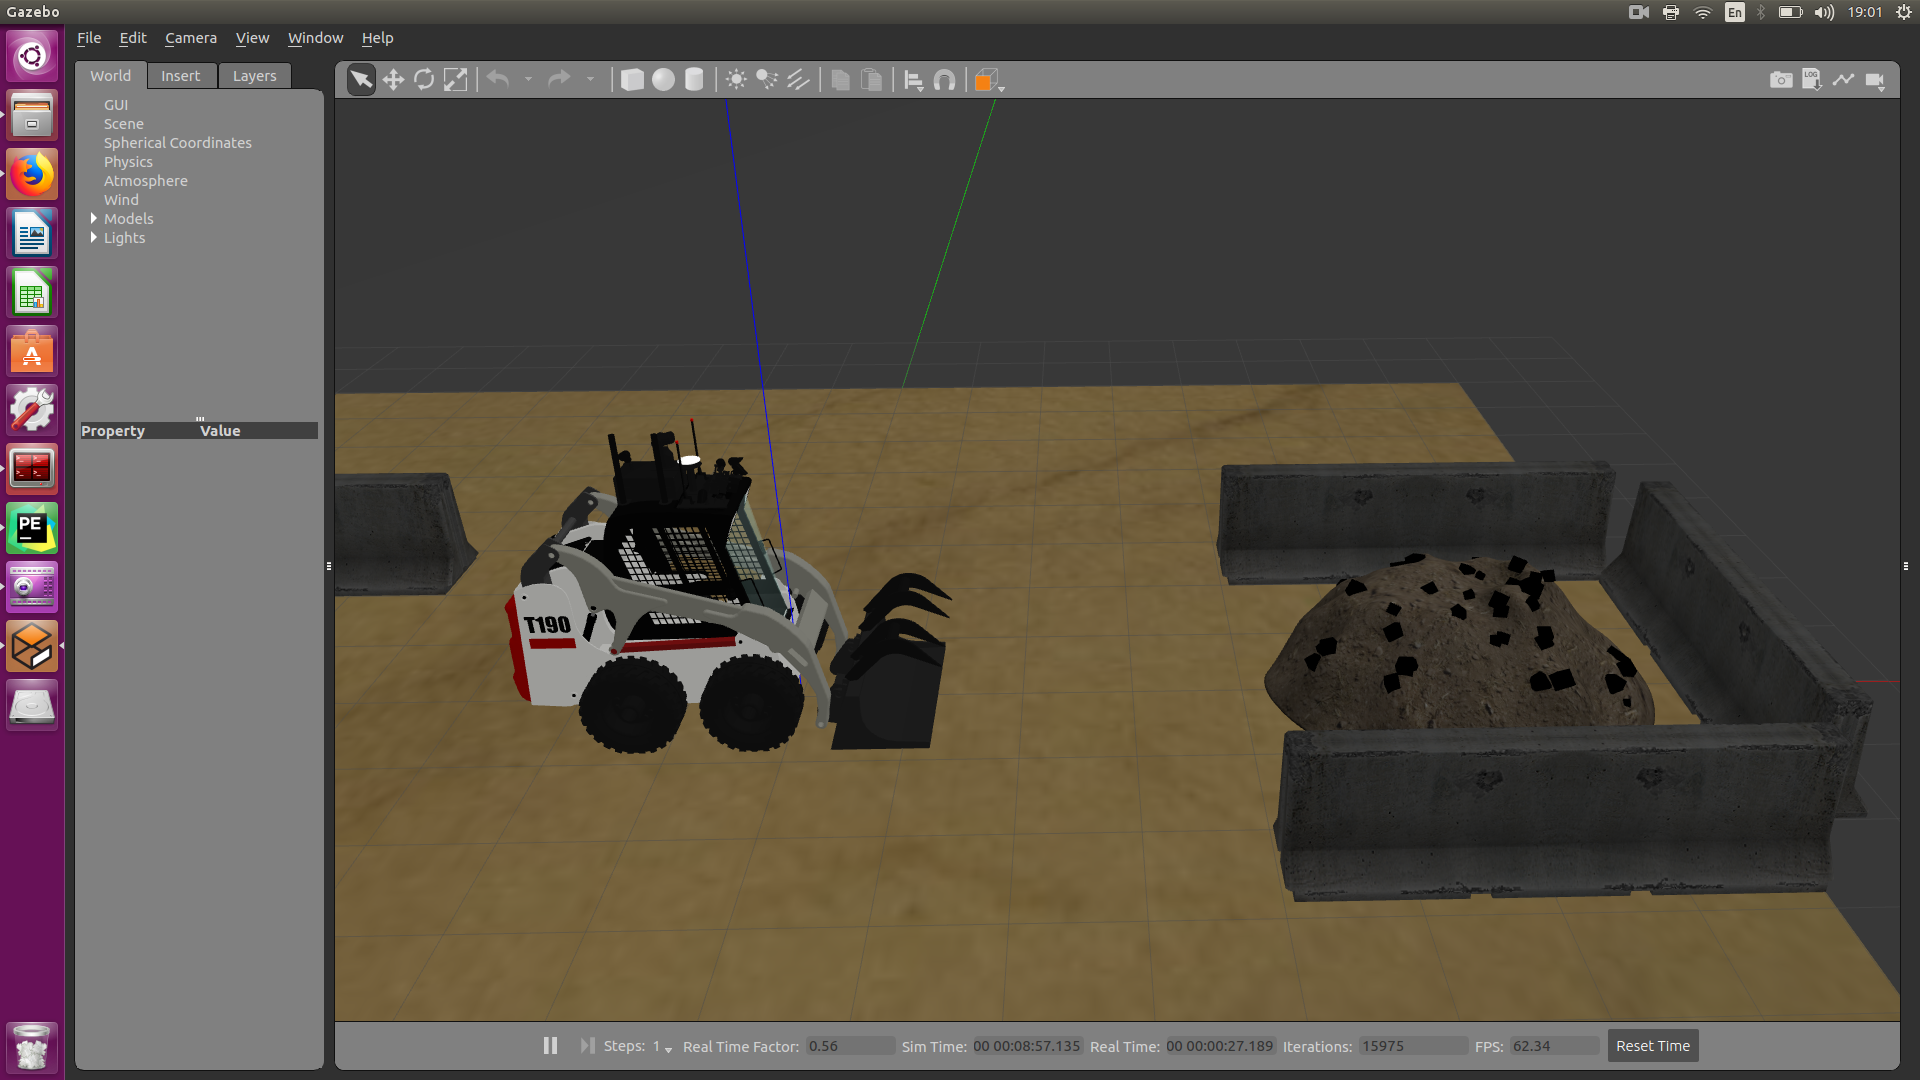 Gazebo
En
19:01
File Edit Camera View Window Help
World Insert Layers
LOG
GUI
Scene
Spherical Coordinates
Physics
Atmosphere
Wind
Models
Lights
Property Value
PE
T190
Steps: 1 Real Time Factor: 0.56 Sim Time: 00 00:08:57.135 Real Time: 00 00:00:27.189 Iterations: 15975 FPS: 62.34 Reset Time